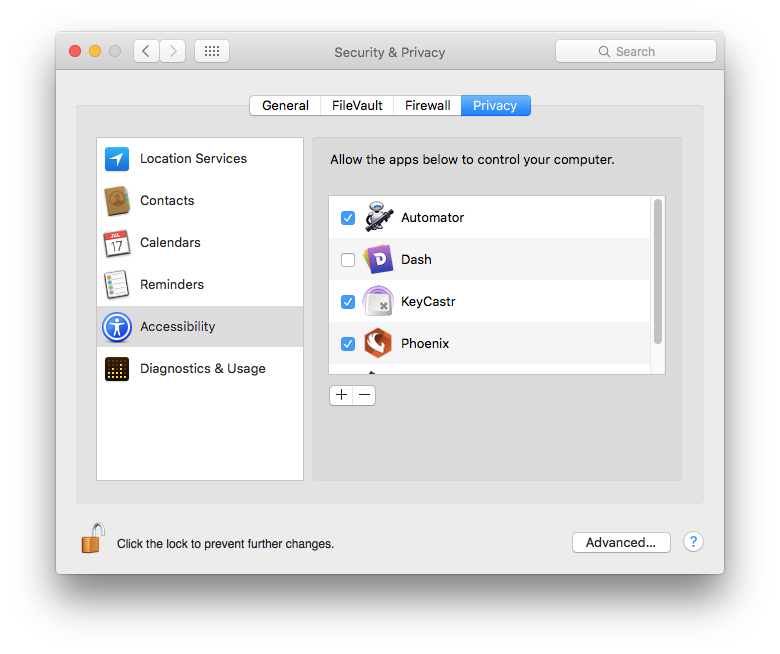 Security & Privacy
Search
General
FileVault
Firewall
Privacy
Location Services
Contacts
JUL
17
Calendars
Reminders
Accessibility
Diagnostics & Usage
Allow the apps below to control your computer.
Automator
D
Dash
⌘
KeyCastr
Phoenix
+
−
Click the lock to prevent further changes.
Advanced...
?